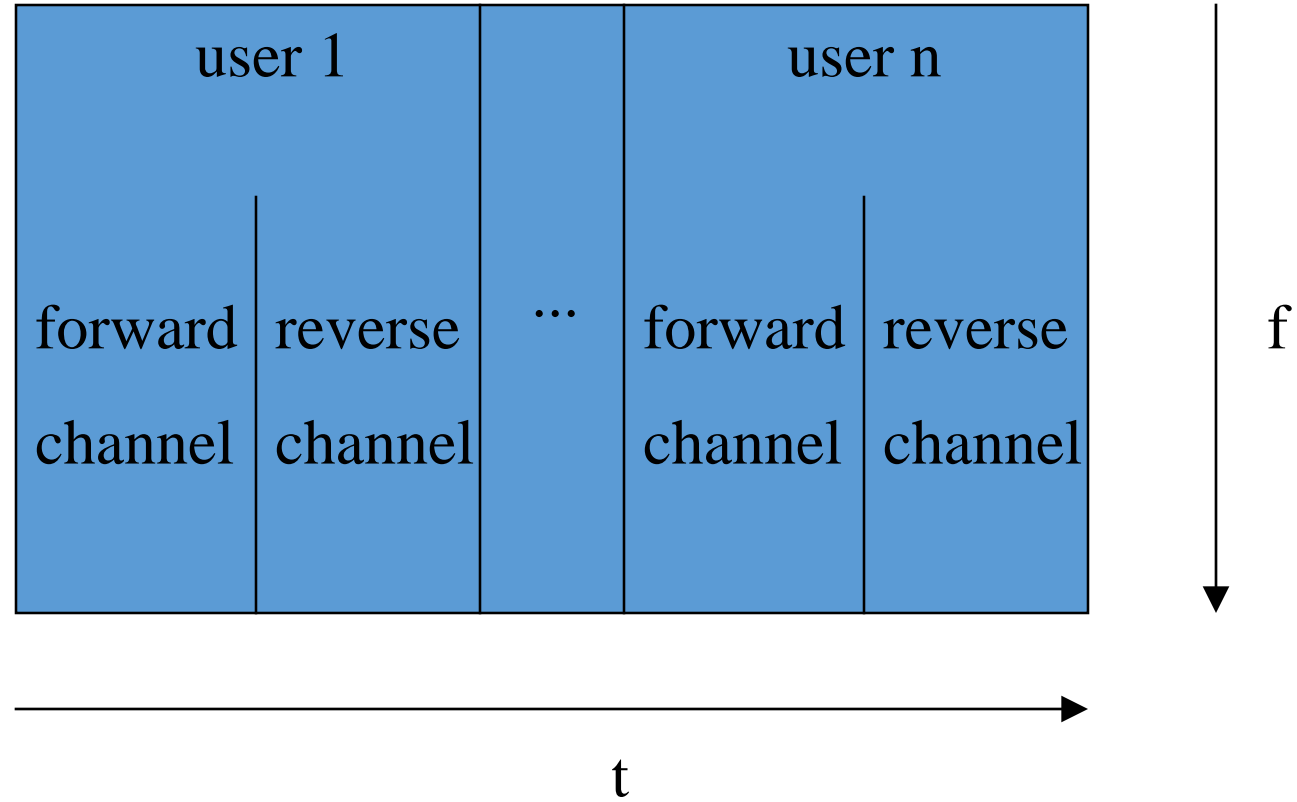 user 1
user n
...
forward reverse forward reverse
channel channel channel channel
f
t